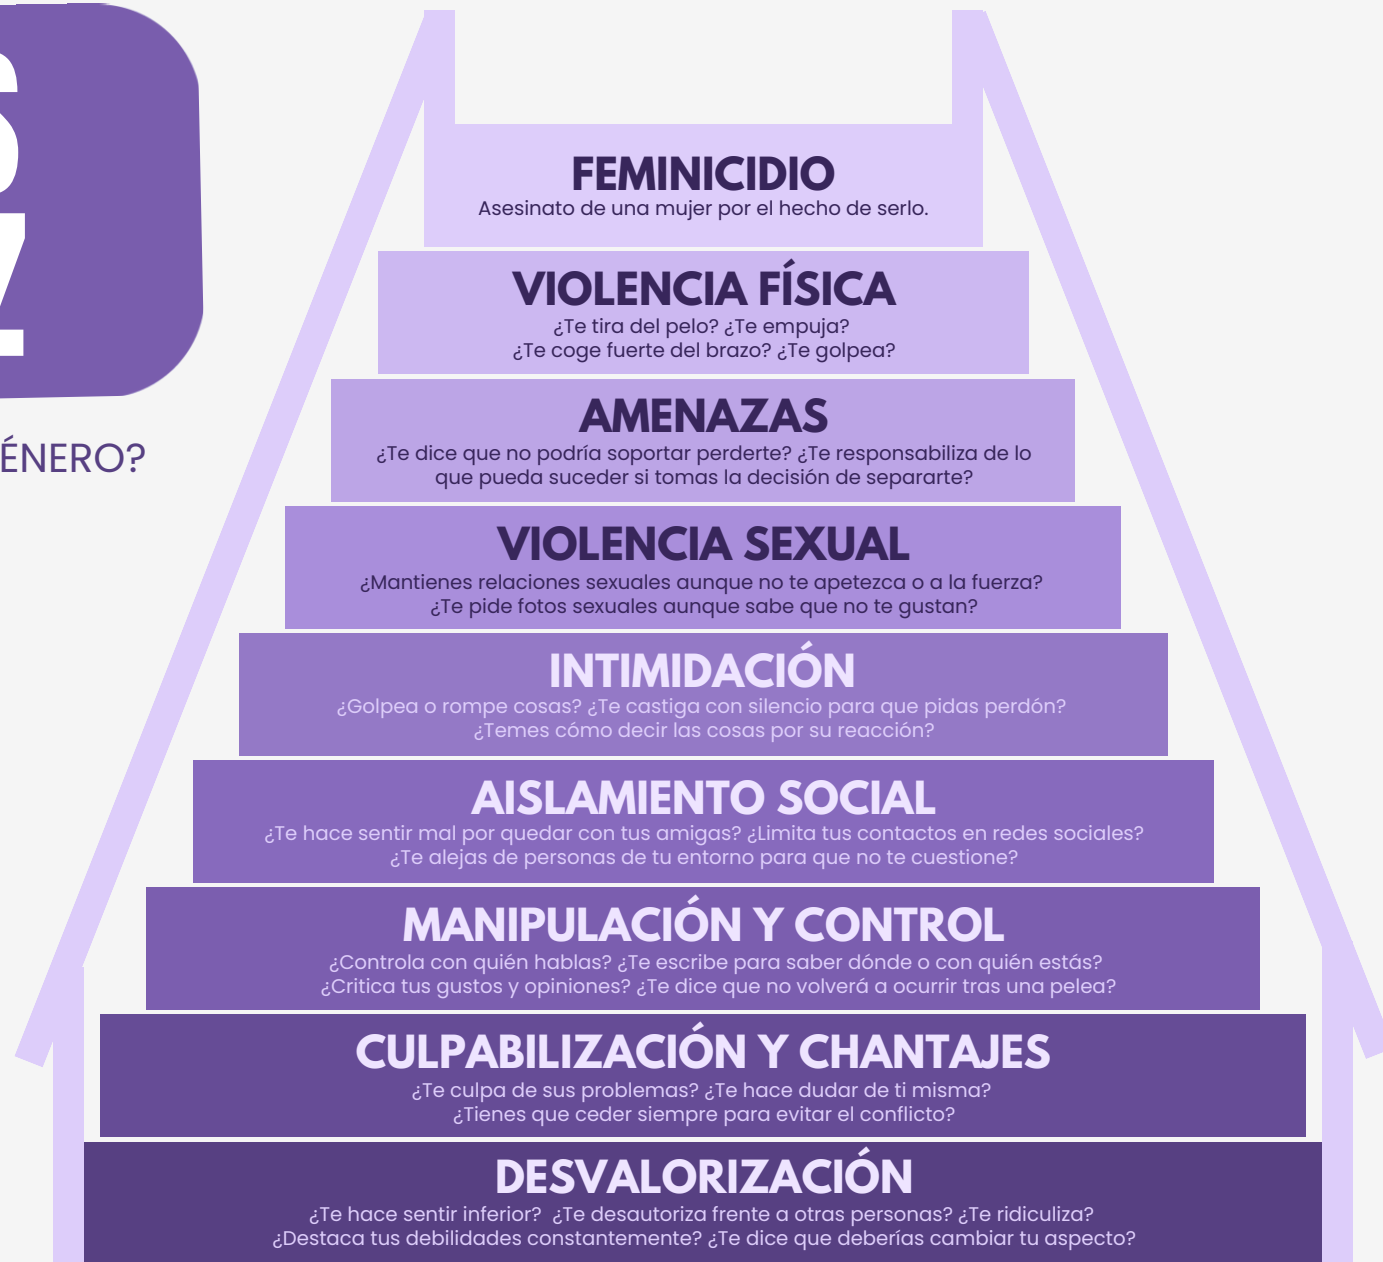 FEMINICIDIO
Asesinato de una mujer por el hecho de serlo.
VIOLENCIA FÍSICA
¿Te tira del pelo? ¿Te empuja?
¿Te coge fuerte del brazo? ¿Te golpea?
AMENAZAS
ÉNERO?
¿Te dice que no podría soportar perderte? ¿Te responsabiliza de lo
que pueda suceder si tomas la decisión de separarte?
VIOLENCIA SEXUAL
¿Mantienes relaciones sexuales aunque no te apetezca o a la fuerza?
¿Te pide fotos sexuales aunque sabe que no te gustan?
INTIMIDACIÓN
¿Golpea o rompe cosas? ¿Te castiga con silencio para que pidas perdón?
¿Temes cómo decir las cosas por su reacción?
AISLAMIENTO SOCIAL
¿Te hace sentir mal por quedar con tus amigas? ¿Limita tus contactos en redes sociales?
¿Te alejas de personas de tu entorno para que no te cuestione?
MANIPULACIÓN Y CONTROL
¿Controla con quién hablas? ¿Te escribe para saber dónde o con quién estás?
¿Critica tus gustos y opiniones? ¿Te dice que no volverá a ocurrir tras una pelea?
CULPABILIZACIÓN Y CHANTAJES
¿Te culpa de sus problemas? ¿Te hace dudar de ti misma?
¿Tienes que ceder siempre para evitar el conflicto?
DESVALORIZACIÓN
¿Te hace sentir inferior? ¿Te desautoriza frente a otras personas? ¿Te ridiculiza?
¿Destaca tus debilidades constantemente? ¿Te dice que deberías cambiar tu aspecto?